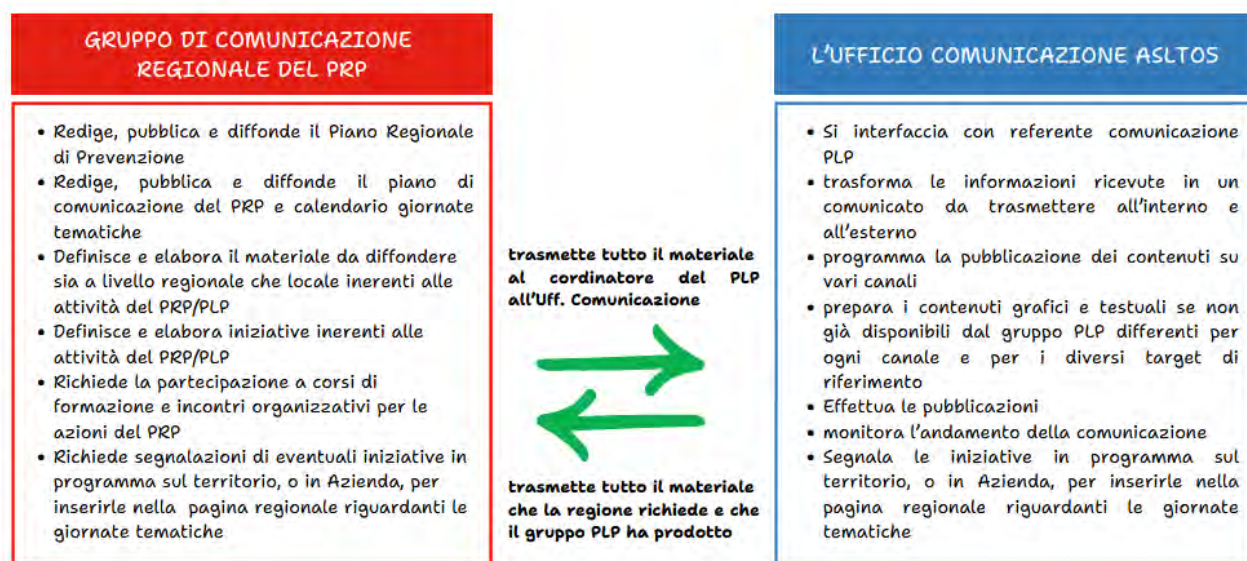 GRUPPO DI COMUNICAZIONE
REGIONALE DEL PRP
• Redige, pubblica e diffonde il Piano Regionale
di Prevenzione
• Redige, pubblica e diffonde il piano di
comunicazione del PRP e calendario giornate
tematiche
• Definisce e elabora il materiale da diffondere
sia a livello regionale che locale inerenti alle
attività del PRP/PLP
• Definisce e elabora iniziative inerenti alle
attività del PRP/PLP
• Richiede la partecipazione a corsi di
formazione e incontri organizzativi per le
azioni del PRP
• Richiede segnalazioni di eventuali iniziative in
programma sul territorio, o in Azienda, per
inserirle nella pagina regionale riguardanti le
giornate tematiche
trasmette tutto il materiale
al cordinatore del PLP
all'Uff. Comunicazione
trasmette tutto il materiale
che la regione richiede e che
il gruppo PLP ha prodotto
L'UFFICIO COMUNICAZIONE ASLTO5
• Si interfaccia con referente comunicazione
PLP
• trasforma le informazioni ricevute in un
comunicato da trasmettere all'interno e
all'esterno
• programma la pubblicazione dei contenuti su
vari canali
• prepara i contenuti grafici e testuali se non
già disponibili dal gruppo PLP differenti per
ogni canale e per i diversi target di
riferimento
• Effettua le pubblicazioni
• monitora l'andamento della comunicazione
• Segnala le iniziative in programma sul
territorio, o in Azienda, per inserirle nella
pagina regionale riguardanti le giornate
tematiche